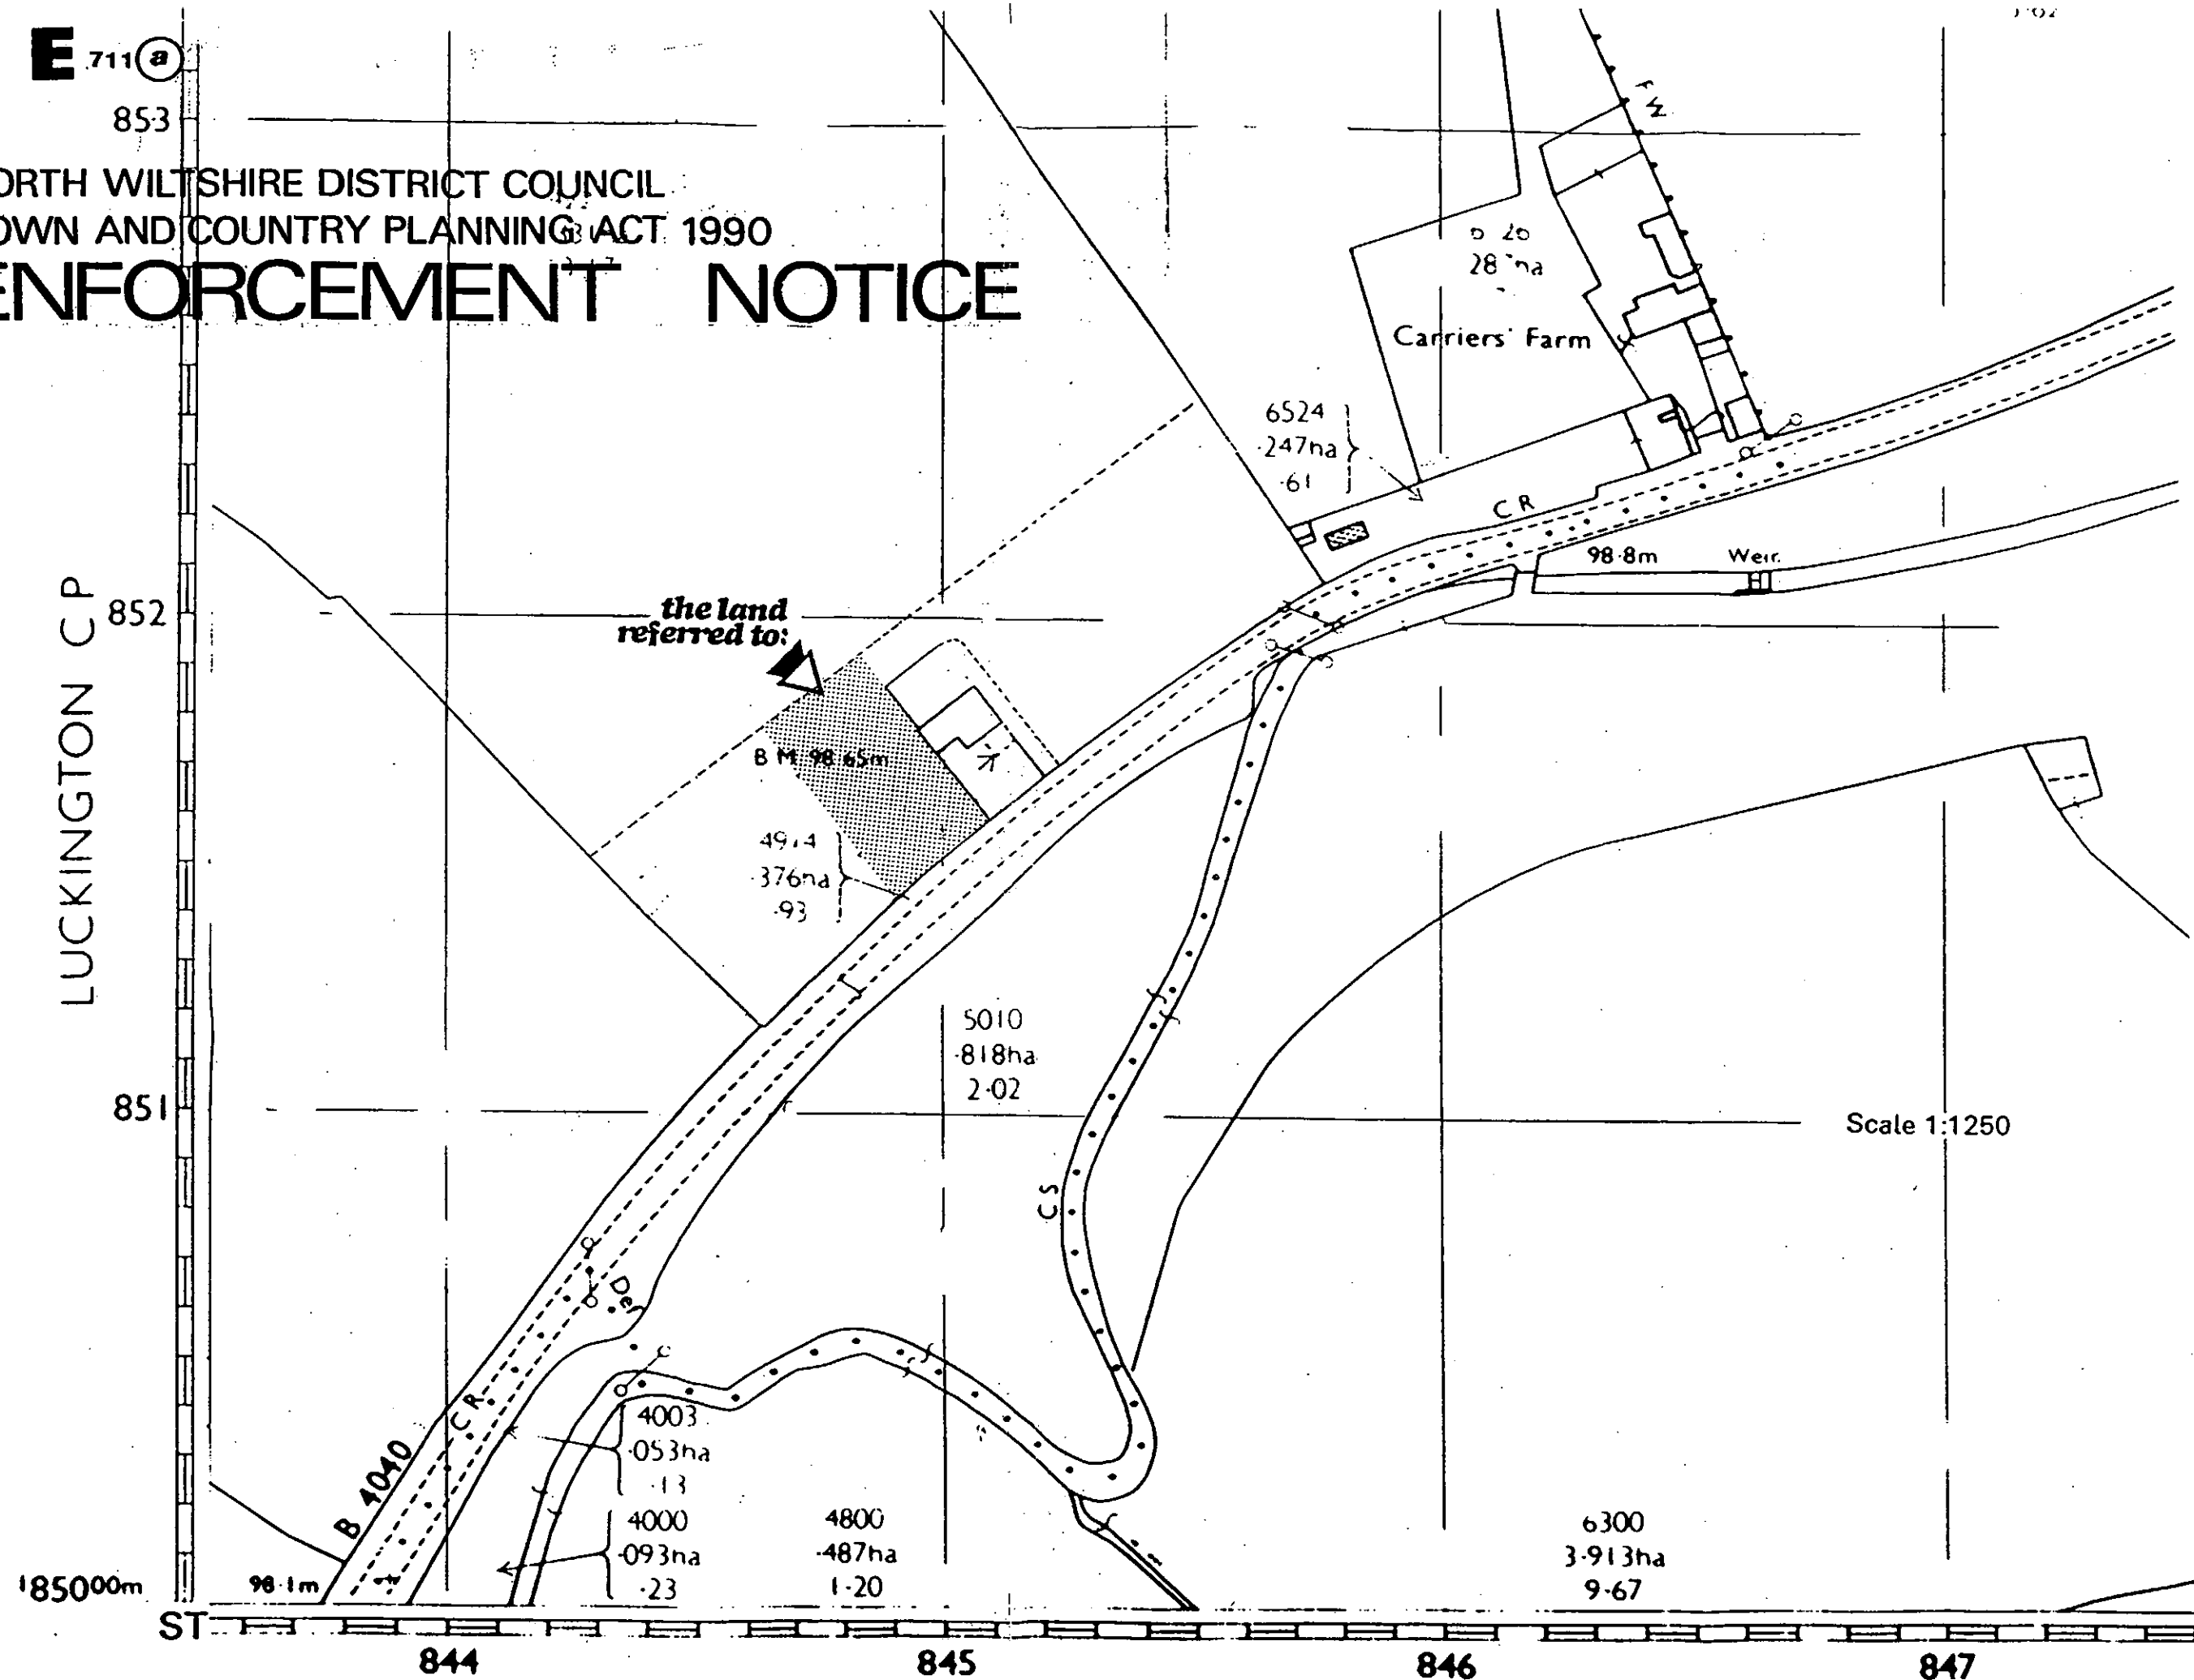 E 711 a
853
ORTH WILTSHIRE DISTRICT COUNCIL
OWN AND COUNTRY PLANNING ACT 1990
ENFORCEMENT NOTICE
F W
Carriers' Farm
6524
·247ha
·61
C R
98·8m
Weir
LUCKINGTON C P
852
the land
referred to:
B M 98·65m
·376ha
·93
5010
·818ha
2·02
851
Scale 1:1250
C S
Def
C R
B 4040
4003
·053ha
·13
4000
·093ha
·23
4800
·487ha
1·20
6300
3·913ha
9·67
185000m
98·1m
ST
844
845
846
847